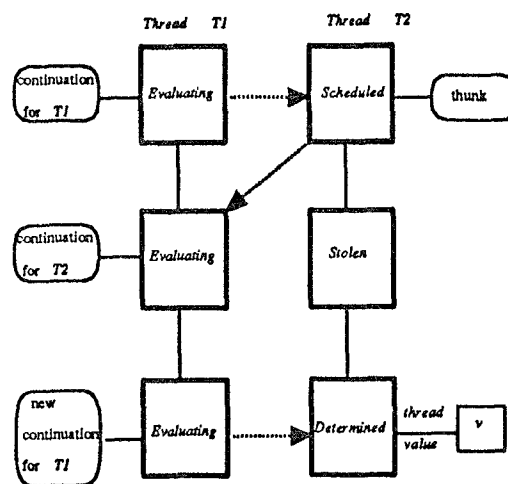 Thread T1 Thread T2
continuation
for T1
Evaluating
Scheduled
thunk
continuation
for T2
Evaluating
Stolen
new
continuation
for T1
Evaluating
Determined
thread
value
v